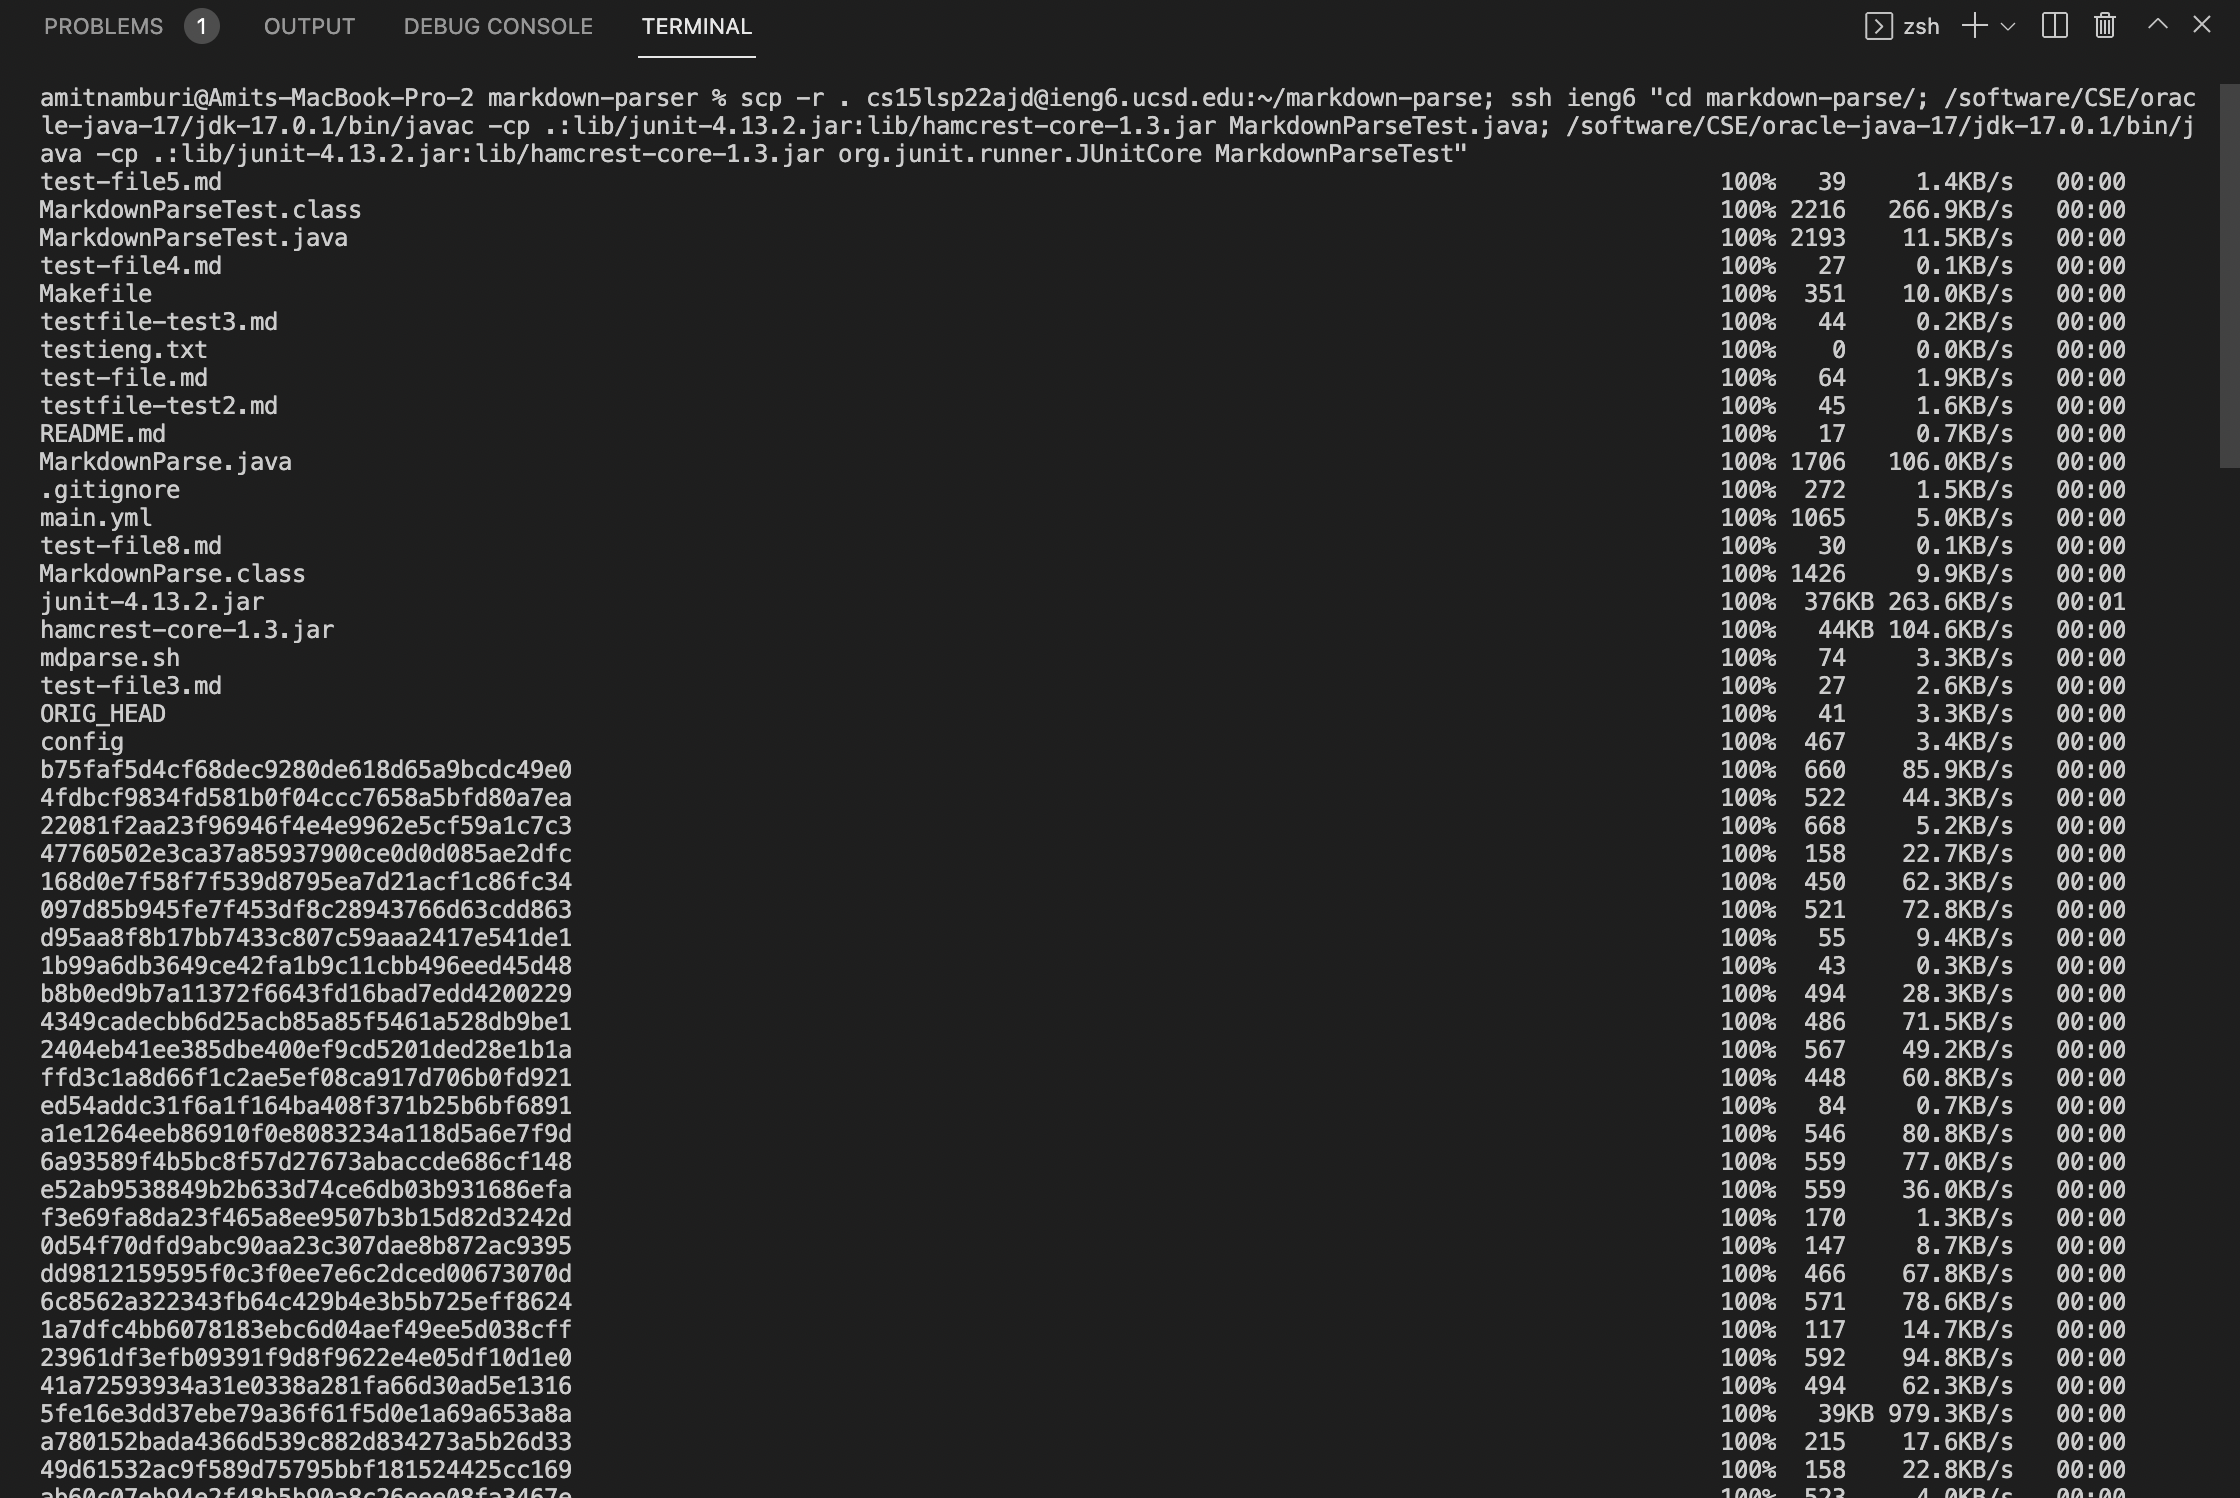 PROBLEMS 1 OUTPUT DEBUG CONSOLE TERMINAL zsh
amitnamburi@Amits-MacBook-Pro-2 markdown-parser % scp -r . cs15lsp22ajd@ieng6.ucsd.edu:~/markdown-parse; ssh ieng6 "cd markdown-parse/; /software/CSE/orac
le-java-17/jdk-17.0.1/bin/javac -cp .:lib/junit-4.13.2.jar:lib/hamcrest-core-1.3.jar MarkdownParseTest.java; /software/CSE/oracle-java-17/jdk-17.0.1/bin/j
ava -cp .:lib/junit-4.13.2.jar:lib/hamcrest-core-1.3.jar org.junit.runner.JUnitCore MarkdownParseTest"
test-file5.md 100% 39 1.4KB/s 00:00
MarkdownParseTest.class 100% 2216 266.9KB/s 00:00
MarkdownParseTest.java 100% 2193 11.5KB/s 00:00
test-file4.md 100% 27 0.1KB/s 00:00
Makefile 100% 351 10.0KB/s 00:00
testfile-test3.md 100% 44 0.2KB/s 00:00
testieng.txt 100% 0 0.0KB/s 00:00
test-file.md 100% 64 1.9KB/s 00:00
testfile-test2.md 100% 45 1.6KB/s 00:00
README.md 100% 17 0.7KB/s 00:00
MarkdownParse.java 100% 1706 106.0KB/s 00:00
.gitignore 100% 272 1.5KB/s 00:00
main.yml 100% 1065 5.0KB/s 00:00
test-file8.md 100% 30 0.1KB/s 00:00
MarkdownParse.class 100% 1426 9.9KB/s 00:00
junit-4.13.2.jar 100% 376KB 263.6KB/s 00:01
hamcrest-core-1.3.jar 100% 44KB 104.6KB/s 00:00
mdparse.sh 100% 74 3.3KB/s 00:00
test-file3.md 100% 27 2.6KB/s 00:00
ORIG_HEAD 100% 41 3.3KB/s 00:00
config 100% 467 3.4KB/s 00:00
b75faf5d4cf68dec9280de618d65a9bcdc49e0 100% 660 85.9KB/s 00:00
4fdbcf9834fd581b0f04ccc7658a5bfd80a7ea 100% 522 44.3KB/s 00:00
22081f2aa23f96946f4e4e9962e5cf59a1c7c3 100% 668 5.2KB/s 00:00
47760502e3ca37a85937900ce0d0d085ae2dfc 100% 158 22.7KB/s 00:00
168d0e7f58f7f539d8795ea7d21acf1c86fc34 100% 450 62.3KB/s 00:00
097d85b945fe7f453df8c28943766d63cdd863 100% 521 72.8KB/s 00:00
d95aa8f8b17bb7433c807c59aaa2417e541de1 100% 55 9.4KB/s 00:00
1b99a6db3649ce42fa1b9c11cbb496eed45d48 100% 43 0.3KB/s 00:00
b8b0ed9b7a11372f6643fd16bad7edd4200229 100% 494 28.3KB/s 00:00
4349cadecbb6d25acb85a85f5461a528db9be1 100% 486 71.5KB/s 00:00
2404eb41ee385dbe400ef9cd5201ded28e1b1a 100% 567 49.2KB/s 00:00
ffd3c1a8d66f1c2ae5ef08ca917d706b0fd921 100% 448 60.8KB/s 00:00
ed54addc31f6a1f164ba408f371b25b6bf6891 100% 84 0.7KB/s 00:00
a1e1264eeb86910f0e8083234a118d5a6e7f9d 100% 546 80.8KB/s 00:00
6a93589f4b5bc8f57d27673abaccde686cf148 100% 559 77.0KB/s 00:00
e52ab9538849b2b633d74ce6db03b931686efa 100% 559 36.0KB/s 00:00
f3e69fa8da23f465a8ee9507b3b15d82d3242d 100% 170 1.3KB/s 00:00
0d54f70dfd9abc90aa23c307dae8b872ac9395 100% 147 8.7KB/s 00:00
dd9812159595f0c3f0ee7e6c2dced00673070d 100% 466 67.8KB/s 00:00
6c8562a322343fb64c429b4e3b5b725eff8624 100% 571 78.6KB/s 00:00
1a7dfc4bb6078183ebc6d04aef49ee5d038cff 100% 117 14.7KB/s 00:00
23961df3efb09391f9d8f9622e4e05df10d1e0 100% 592 94.8KB/s 00:00
41a72593934a31e0338a281fa66d30ad5e1316 100% 494 62.3KB/s 00:00
5fe16e3dd37ebe79a36f61f5d0e1a69a653a8a 100% 39KB 979.3KB/s 00:00
a780152bada4366d539c882d834273a5b26d33 100% 215 17.6KB/s 00:00
49d61532ac9f589d75795bbf181524425cc169 100% 158 22.8KB/s 00:00
100% 523 4.0KB/s 00:00